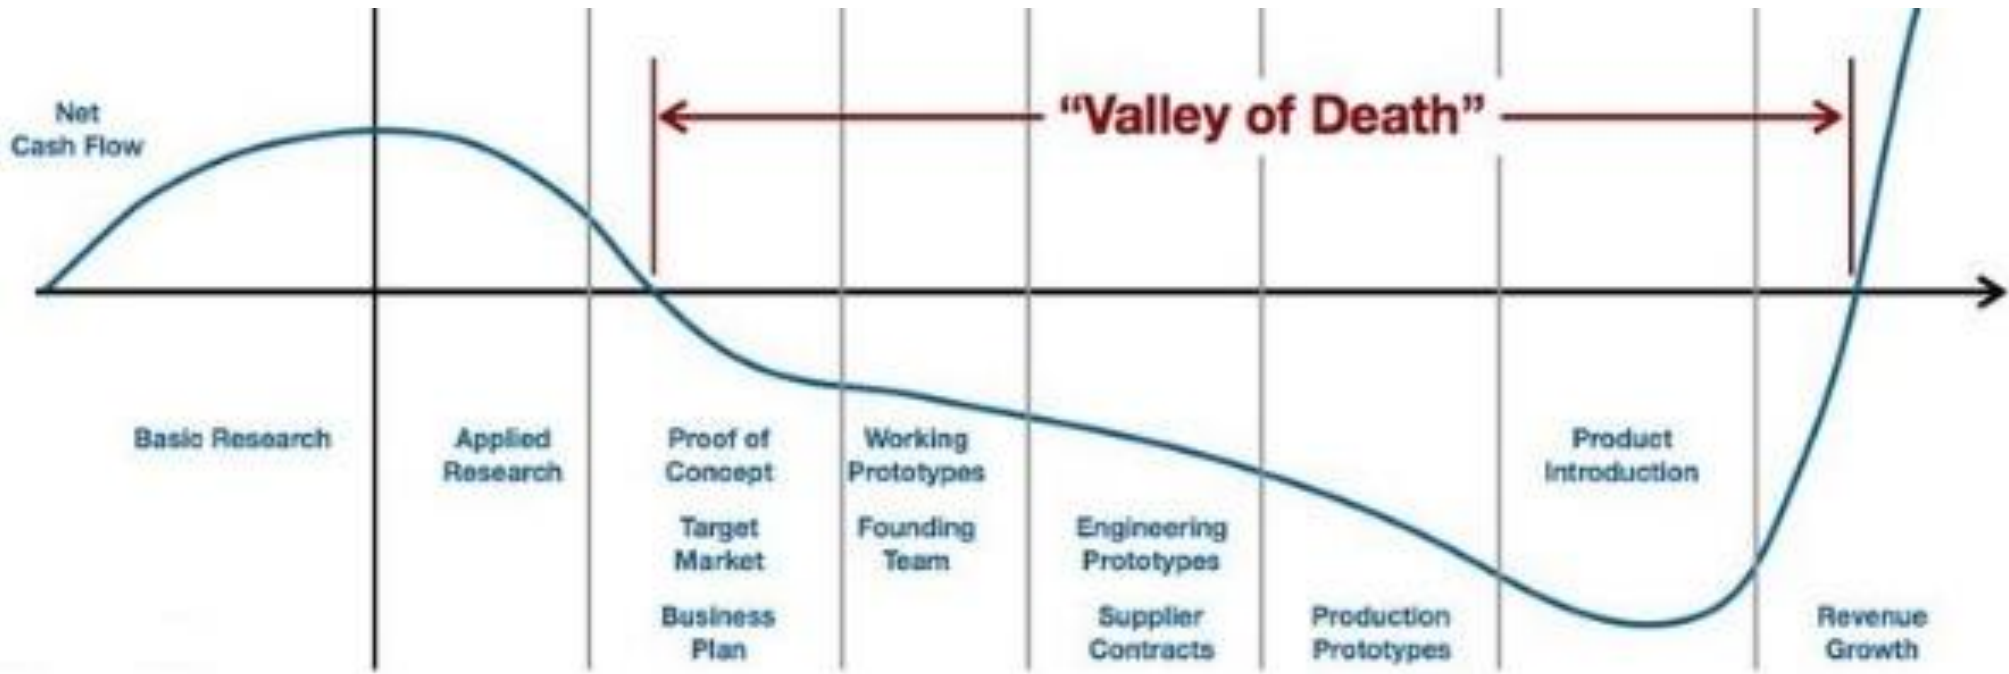 Net
Cash Flow
“Valley of Death”
Basic Research
Applied
Research
Proof of
Concept
Target
Market
Business
Plan
Working
Prototypes
Founding
Team
Engineering
Prototypes
Supplier
Contracts
Production
Prototypes
Product
Introduction
Revenue
Growth